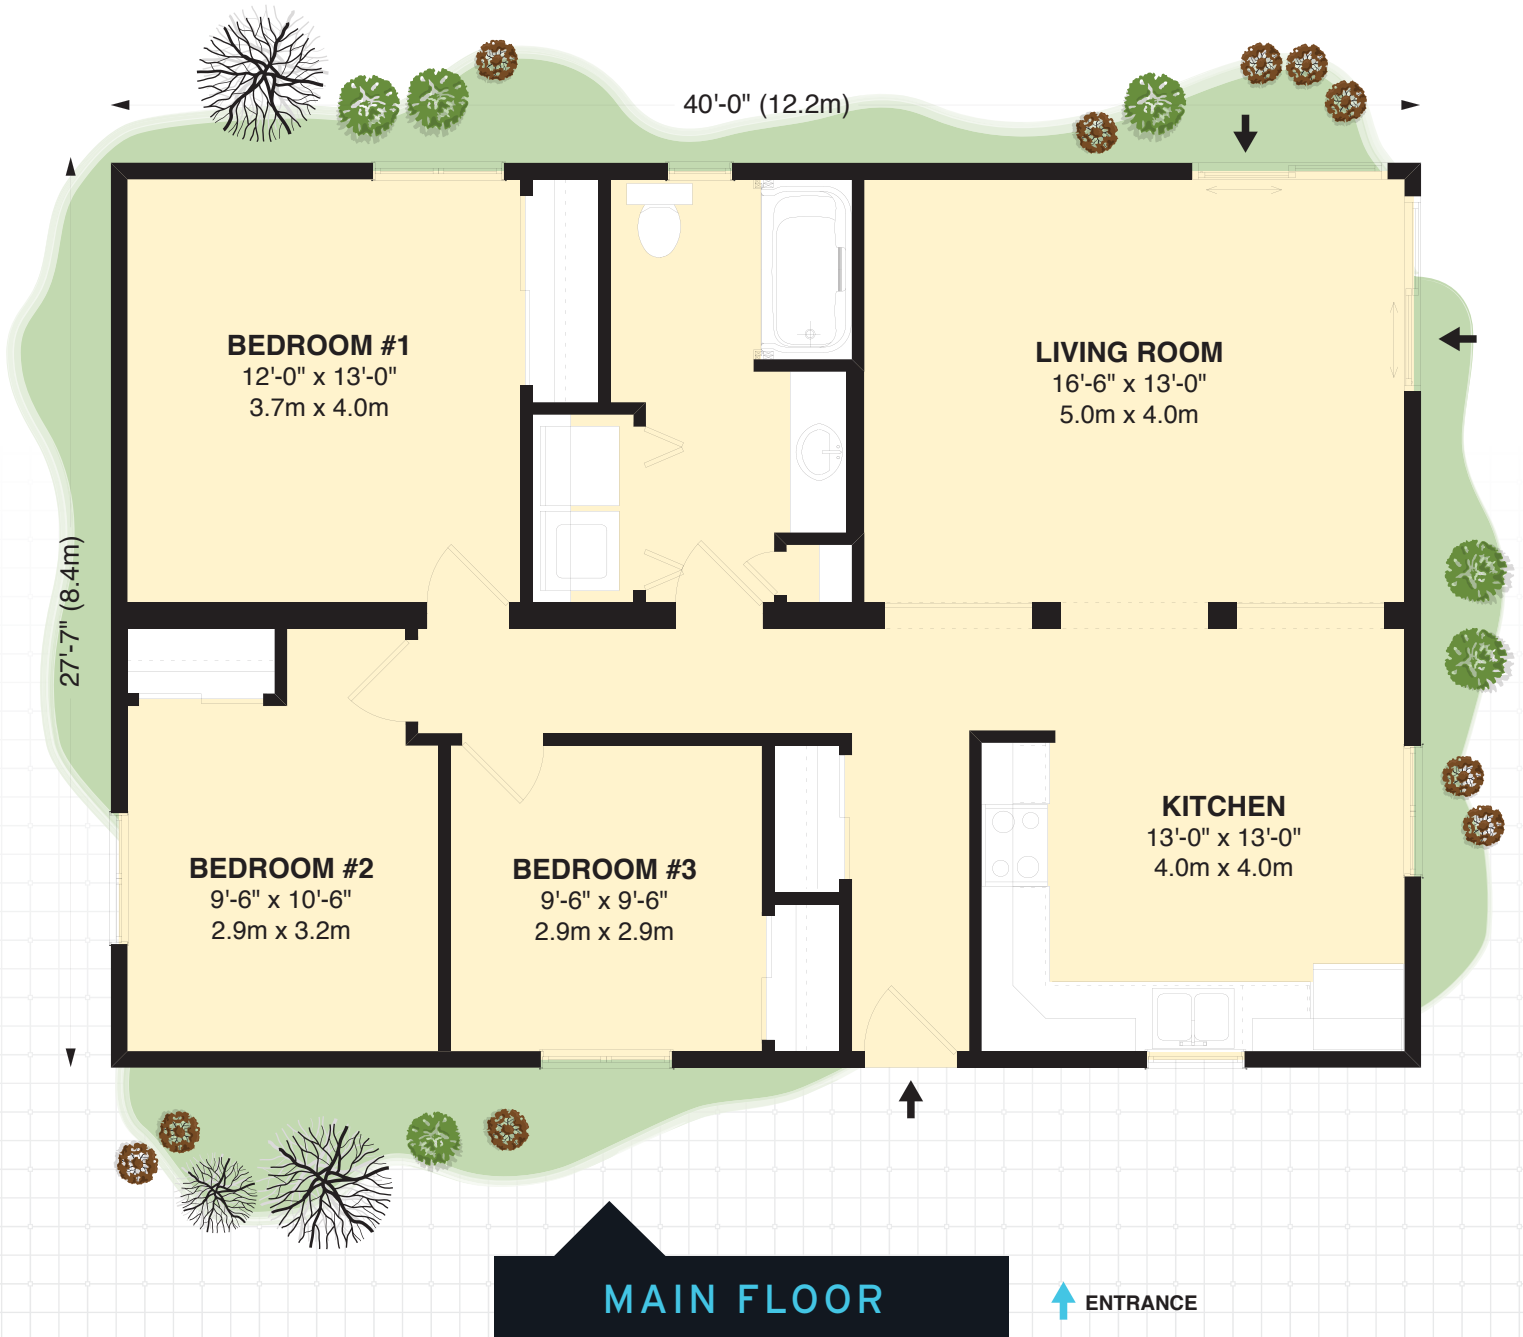 40'-0" (12.2m)
27'-7" (8.4m)
BEDROOM #1
12'-0" x 13'-0"
3.7m x 4.0m
LIVING ROOM
16'-6" x 13'-0"
5.0m x 4.0m
BEDROOM #2
9'-6" x 10'-6"
2.9m x 3.2m
BEDROOM #3
9'-6" x 9'-6"
2.9m x 2.9m
KITCHEN
13'-0" x 13'-0"
4.0m x 4.0m
MAIN FLOOR
ENTRANCE